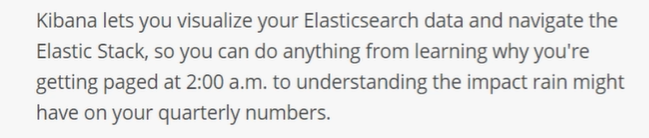 Kibana lets you visualize your Elasticsearch data and navigate the
Elastic Stack, so you can do anything from learning why you're
getting paged at 2:00 a.m. to understanding the impact rain might
have on your quarterly numbers.